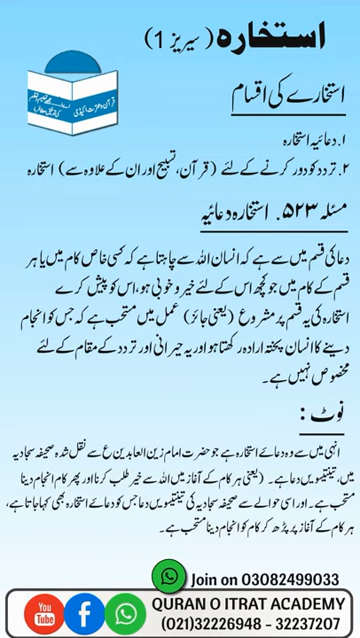 استخارہ (سیریز 1)
قرآن و عترت اکیڈمی
استخارے کی اقسام
۱. دعائیہ استخارہ
۲. تردد کو دور کرنے کے لئے (قرآن، تسبیح اور ان کے علاوہ سے) استخارہ
مسئلہ ۵۲۳. استخارہ دعائیہ
دعا کی قسم میں سے ہے کہ انسان اللہ سے چاہتا ہے کہ کسی خاص کام میں یا ہر
قسم کے کام میں جو کچھ اس کے لئے خیر و خوبی ہو، اس کو پیش کرے
استخارہ کی یہ قسم ہر مشروع (یعنی جائز) عمل میں مستحب ہے کہ جس کو انجام
دینے کا انسان پختہ ارادہ رکھتا ہو اور یہ حیرانی اور تردد کے مقام کے لئے
مخصوص نہیں ہے۔
نوٹ :
انہی میں سے وہ دعائے استخارہ ہے جو حضرت امام زین العابدین ع سے نقل شدہ صحیفہ سجادیہ
میں، تینتیسویں دعا ہے۔ (یعنی ہر کام کے آغاز میں اللہ سے خیر طلب کرنا اور پھر کام انجام دینا
مستحب ہے۔ اور اسی حوالے سے صحیفہ سجادیہ کی تینتیسویں دعا جس کو دعائے استخارہ بھی کہا جاتا ہے،
ہر کام کے آغاز پر پڑھ کر کام کو انجام دینا مستحب ہے۔
Join on 03082499033
You Tube
QURAN O ITRAT ACADEMY
(021)32226948 - 32237207